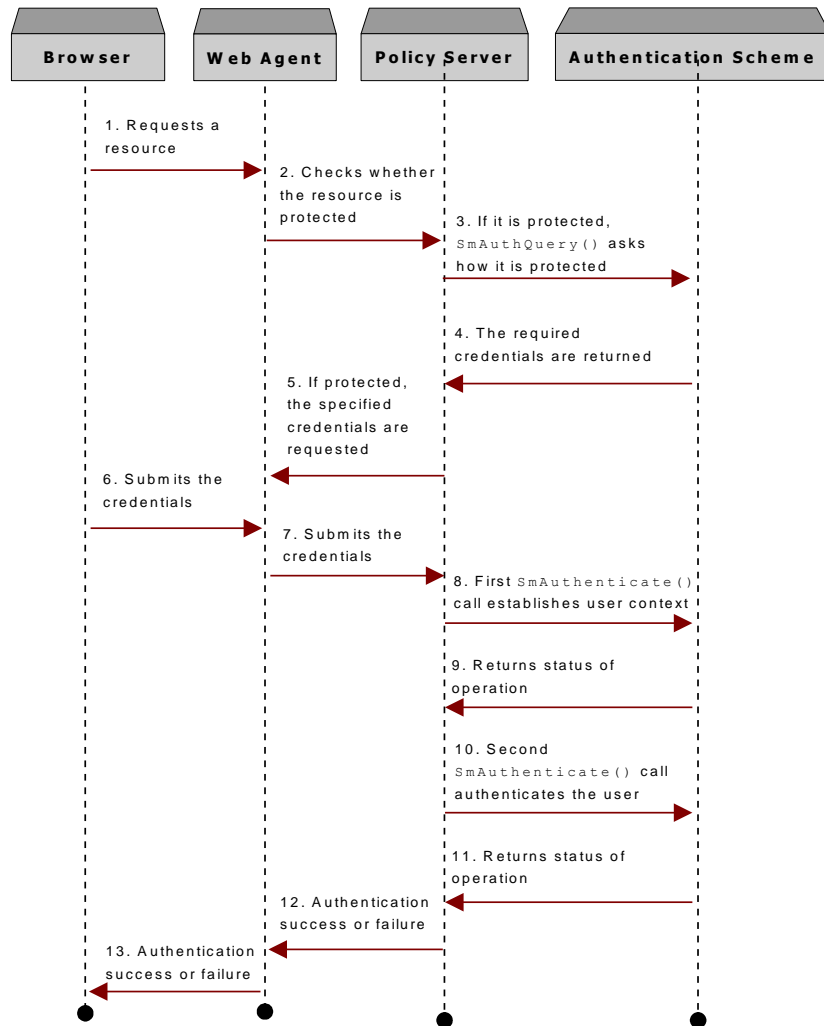 Browser
Web Agent
Policy Server
Authentication Scheme
1. Requests a
resource
2. Checks whether
the resource is
protected
3. If it is protected,
SmAuthQuery() asks
how it is protected
4. The required
credentials are returned
5. If protected,
the specified
credentials are
requested
6. Submits the
credentials
7. Submits the
credentials
8. First SmAuthenticate()
call establishes user context
9. Returns status of
operation
10. Second
SmAuthenticate() call
authenticates the user
11. Returns status of
operation
12. Authentication
success or failure
13. Authentication
success or failure